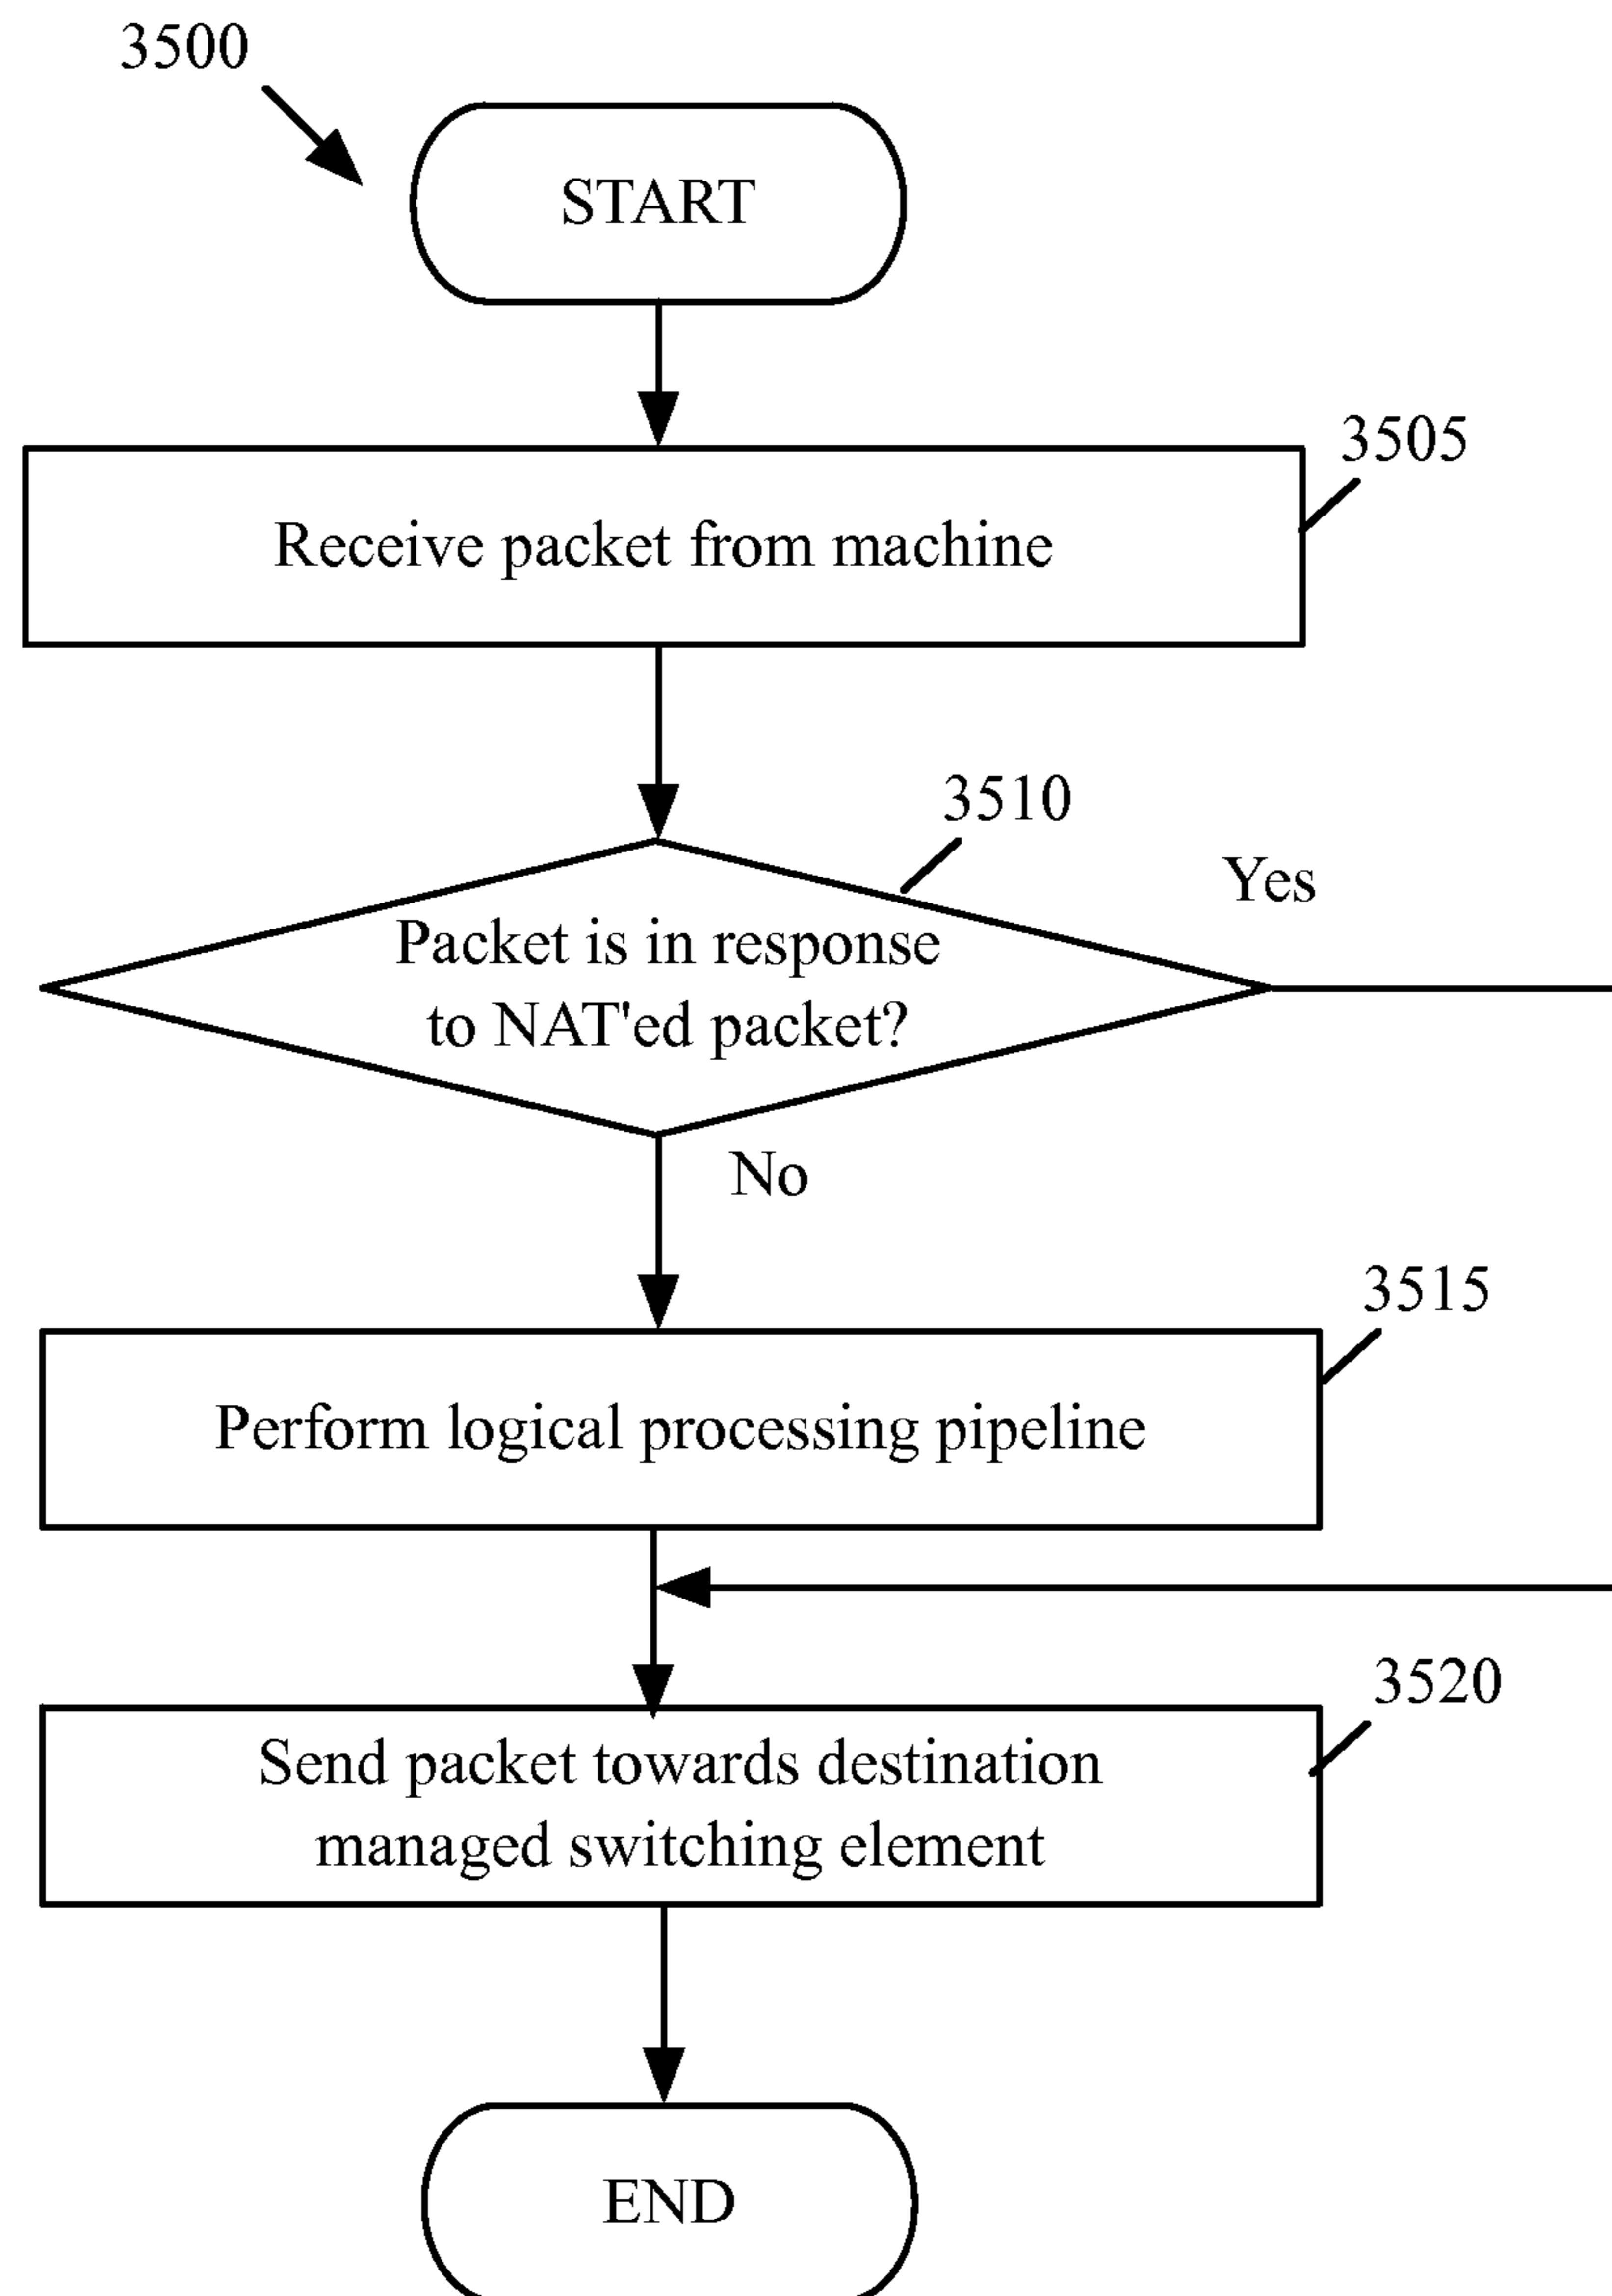 3500
START
3505
Receive packet from machine
3510
Yes
Packet is in response
to NAT'ed packet?
No
3515
Perform logical processing pipeline
3520
Send packet towards destination
managed switching element
END